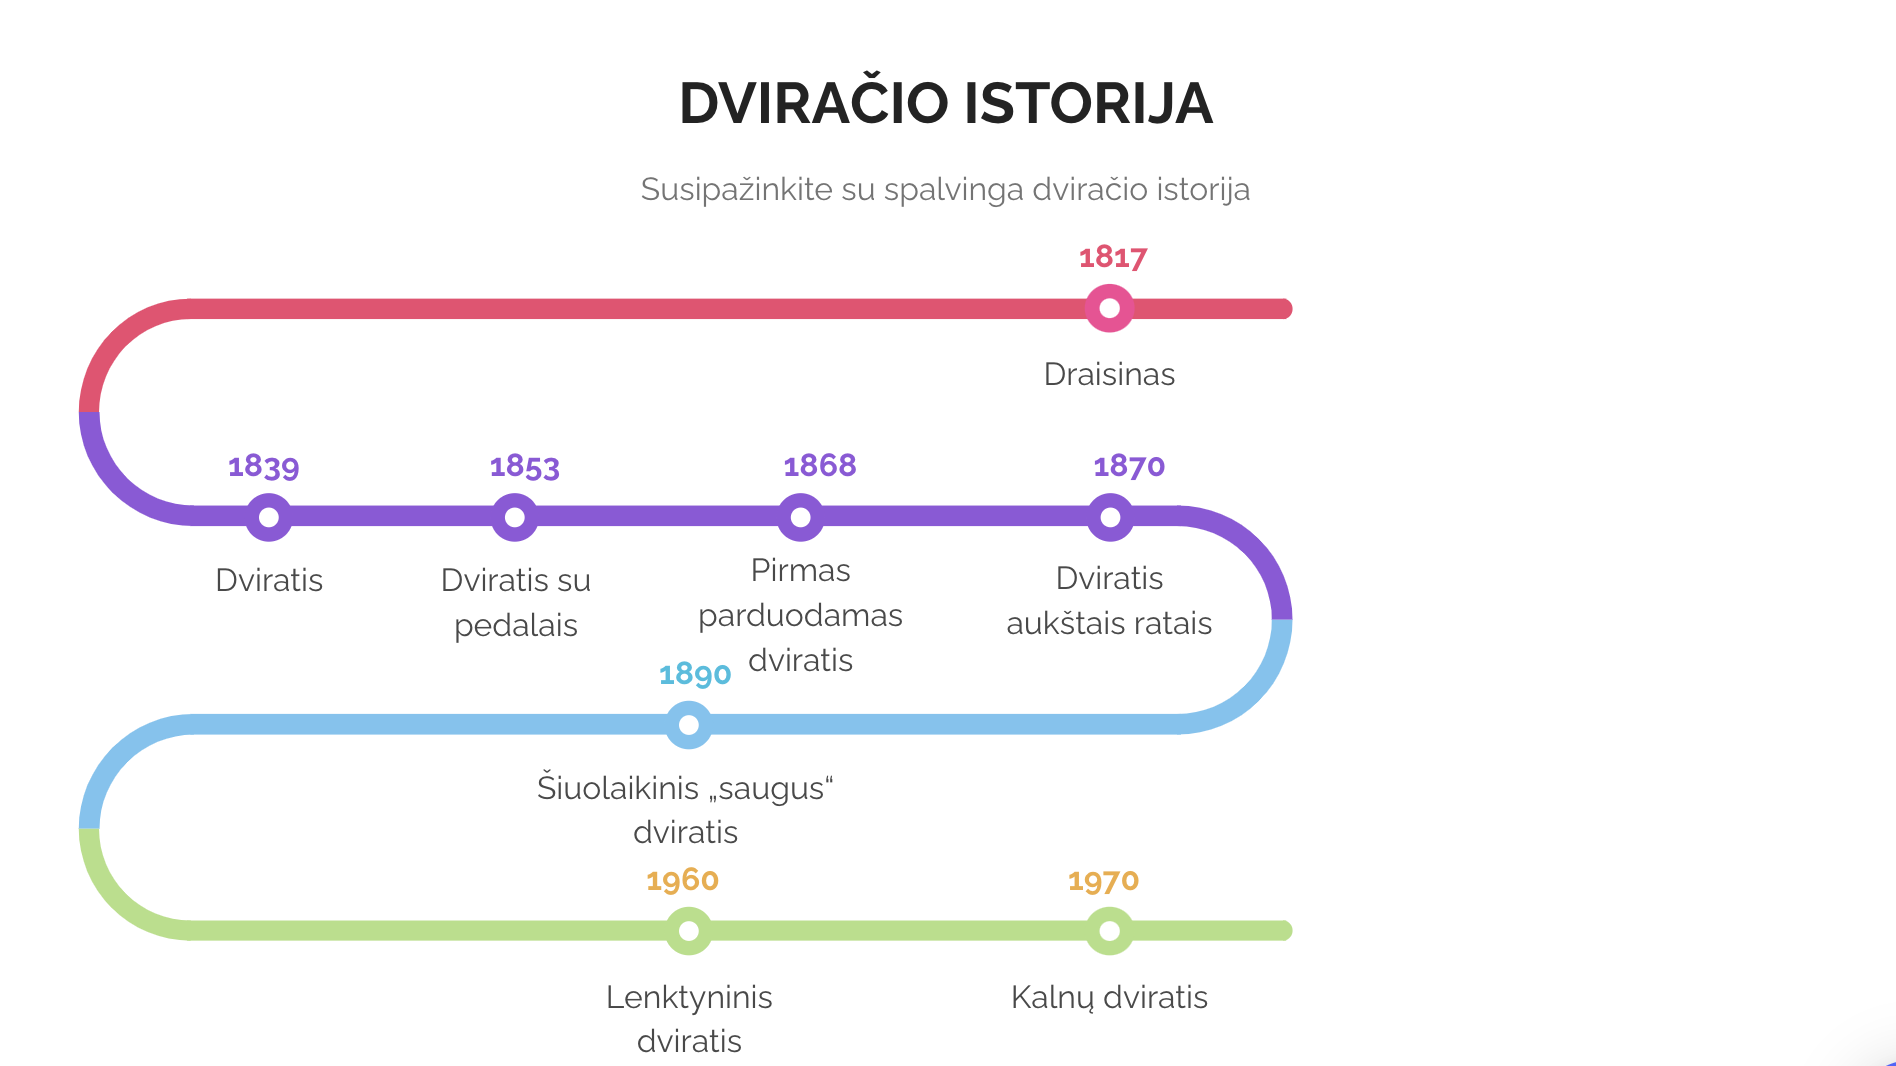 DVIRAČIO ISTORIJA
Susipažinkite su spalvinga dviračio istorija
1817
Draisinas
1839
Dviratis
1853
Dviratis su
pedalais
1868
Pirmas
parduodamas
dviratis
1870
Dviratis
aukštais ratais
1890
Šiuolaikinis „saugus“
dviratis
1960
Lenktyninis
dviratis
1970
Kalnų dviratis